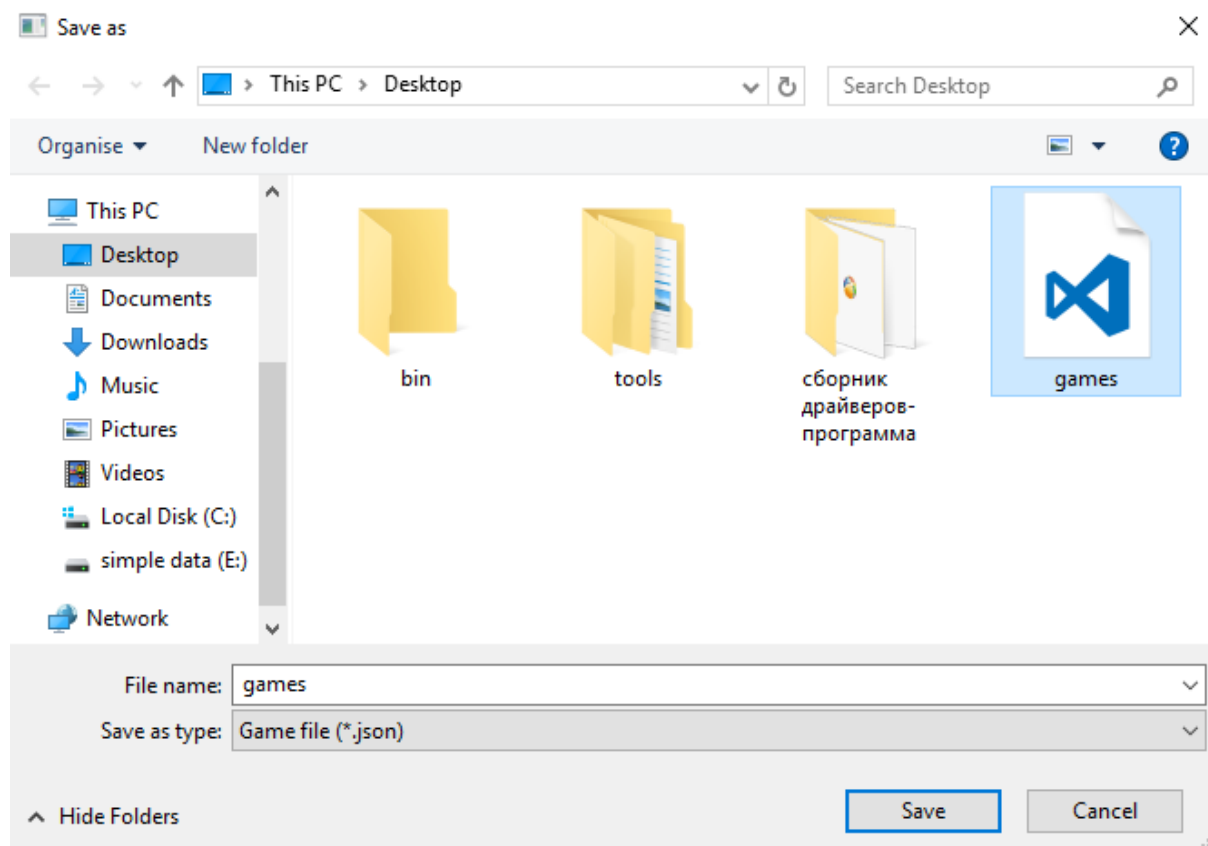 Save as
This PC > Desktop
Search Desktop
Organise
New folder
This PC
Desktop
Documents
Downloads
Music
Pictures
Videos
Local Disk (C:)
simple data (E:)
Network
bin
tools
сборник
драйверов-
программа
games
File name:
games
Save as type:
Game file (*.json)
Hide Folders
Save
Cancel